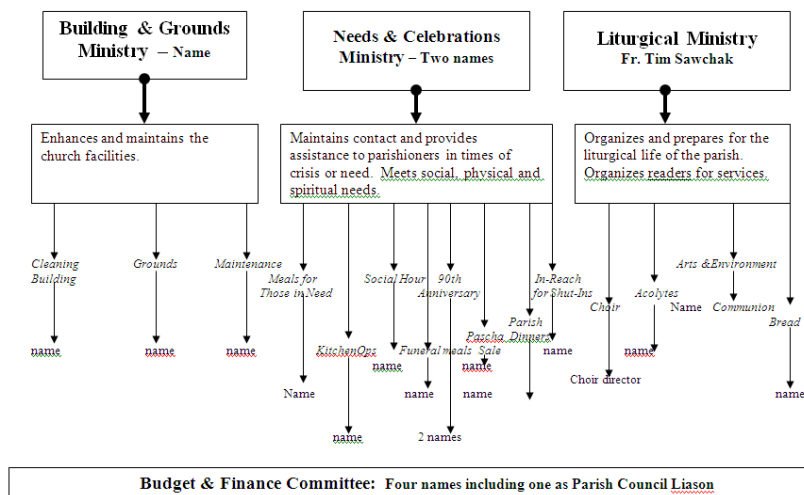 Building & Grounds
Ministry – Name
Needs & Celebrations
Ministry – Two names
Liturgical Ministry
Fr. Tim Sawchak
Enhances and maintains the
church facilities.
Maintains contact and provides
assistance to parishioners in times of
crisis or need. Meets social, physical and
spiritual needs.
Organizes and prepares for the
liturgical life of the parish.
Organizes readers for services.
Cleaning
Building
Grounds
Maintenance
name
name
name
Meals for
Those in Need
Name
KitchenOps
name
Social Hour
name
Funeral meals
name
90th
Anniversary
2 names
Pascha
Sale
name
name
Parish
Dinners
In-Reach
for Shut-Ins
name
Choir
Choir director
Acolytes
name
Arts &Environment
Name
Communion
Bread
name
Budget & Finance Committee: Four names including one as Parish Council Liason